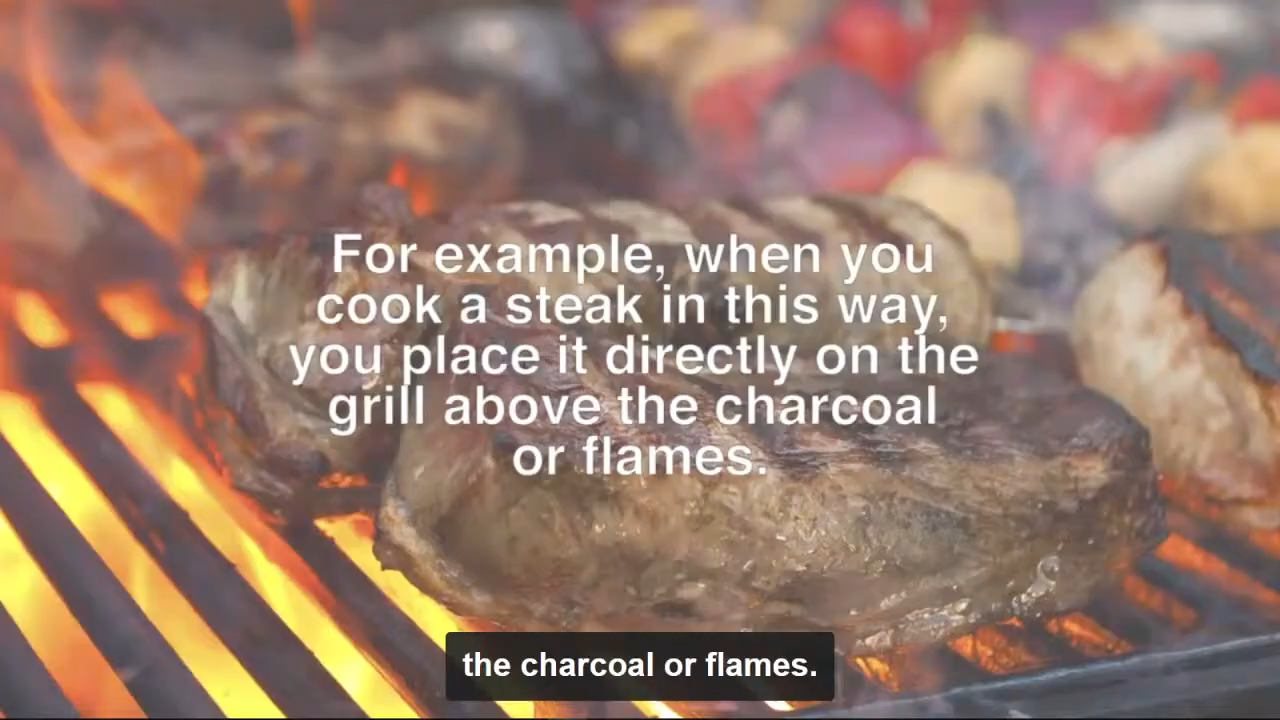 For example, when you
cook a steak in this way,
you place it directly on the
grill above the charcoal
or flames.
the charcoal or flames.